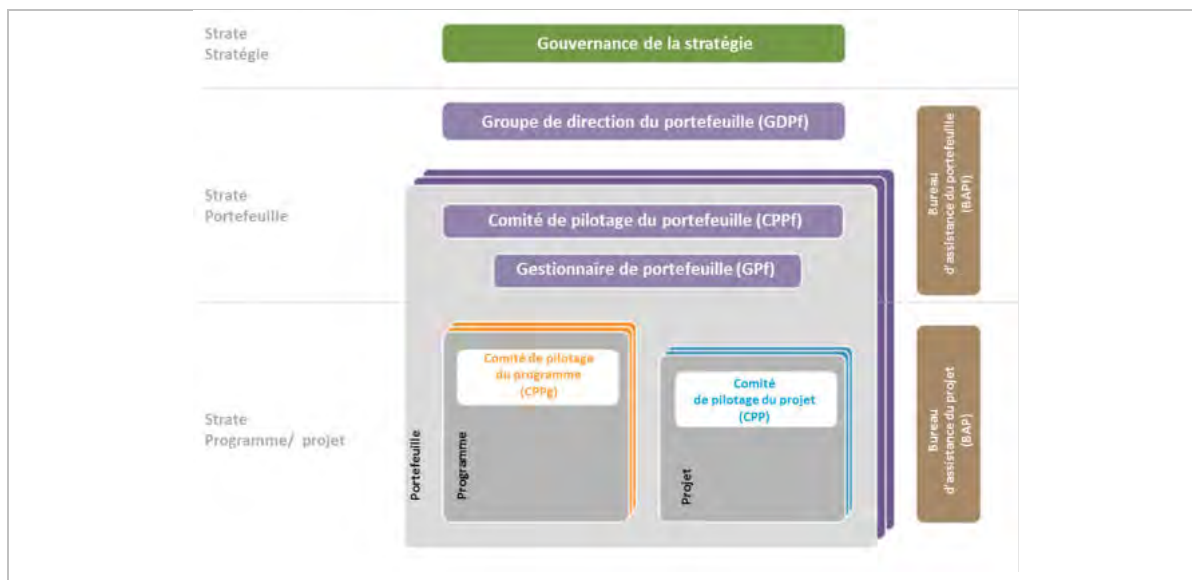 Strate
Stratégie
Gouvernance de la stratégie
Groupe de direction du portefeuille (GDPf)
Strate
Portefeuille
Comité de pilotage du portefeuille (CPPf)
Gestionnaire de portefeuille (GPf)
Bureau
d'assistance du portefeuille
(BAPf)
Strate
Programme/ projet
Portefeuille
Programme
Comité de pilotage
du programme
(CPPg)
Projet
Comité
de pilotage du projet
(CPP)
Bureau
d'assistance du projet
(BAP)